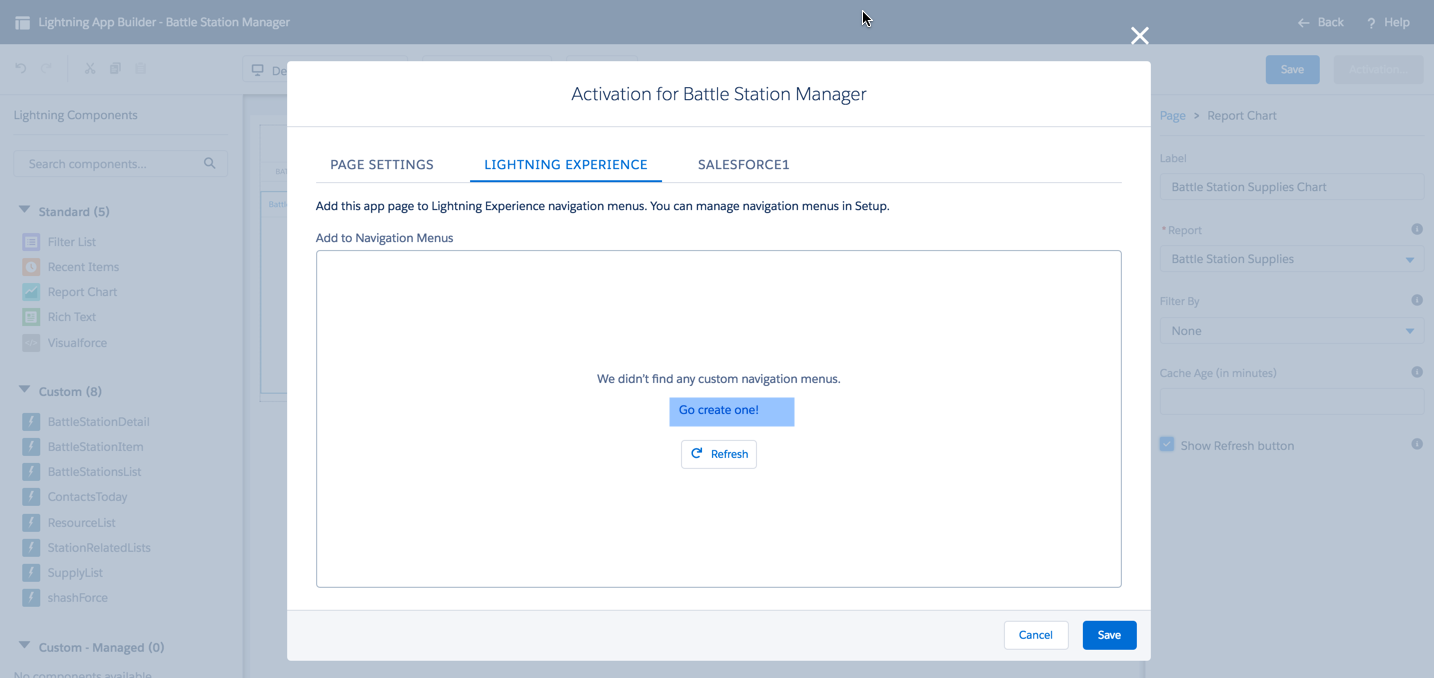 Lightning App Builder - Battle Station Manager
Back
? Help
De
Save
Activation...
Lightning Components
Search components...
Standard (5)
Filter List
Recent Items
Report Chart
Rich Text
Visualforce
Custom (8)
BattleStationDetail
BattleStationItem
BattleStationsList
ContactsToday
ResourceList
StationRelatedLists
SupplyList
shashForce
Custom - Managed (0)
No components available
Activation for Battle Station Manager
PAGE SETTINGS
LIGHTNING EXPERIENCE
SALESFORCE1
Add this app page to Lightning Experience navigation menus. You can manage navigation menus in Setup.
Add to Navigation Menus
We didn't find any custom navigation menus.
Go create one!
Refresh
Cancel
Save
Page > Report Chart
Label
Battle Station Supplies Chart
* Report
Battle Station Supplies
Filter By
None
Cache Age (in minutes)
Show Refresh button